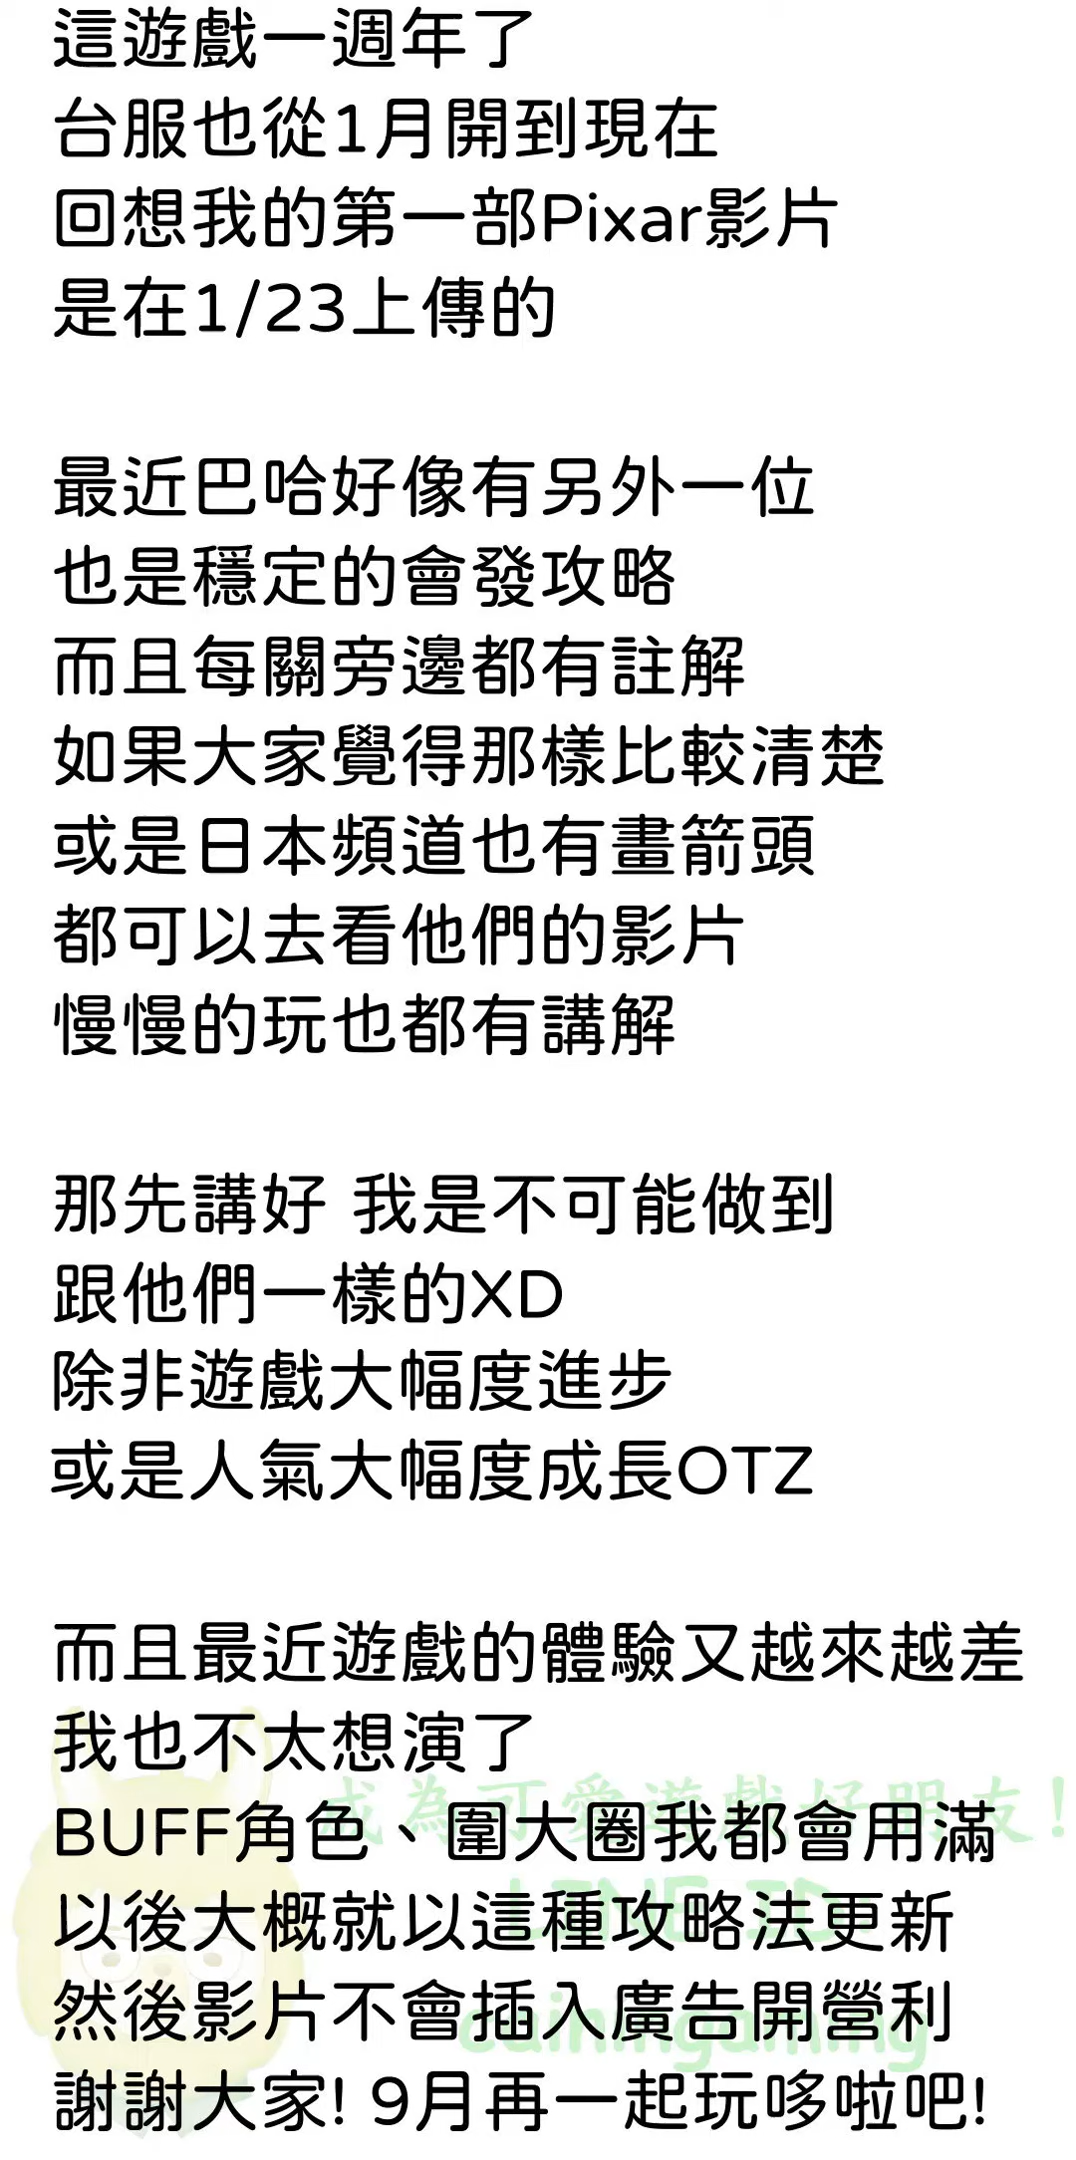 這遊戲一週年了
台服也從1月開到現在
回想我的第一部Pixar影片
是在1/23上傳的
最近巴哈好像有另外一位
也是穩定的會發攻略
而且每關旁邊都有註解
如果大家覺得那樣比較清楚
或是日本頻道也有畫箭頭
都可以去看他們的影片
慢慢的玩也都有講解
那先講好 我是不可能做到
跟他們一樣的XD
除非遊戲大幅度進步
或是人氣大幅度成長OTZ
而且最近遊戲的體驗又越來越差
我也不太想演了
成為可愛遊戲好朋友!
BUFF角色、圍大圈我都會用滿
LINE ID
以後大概就以這種攻略法更新
然後影片不會插入廣告開營利
謝謝大家! 9月再一起玩哆啦吧!